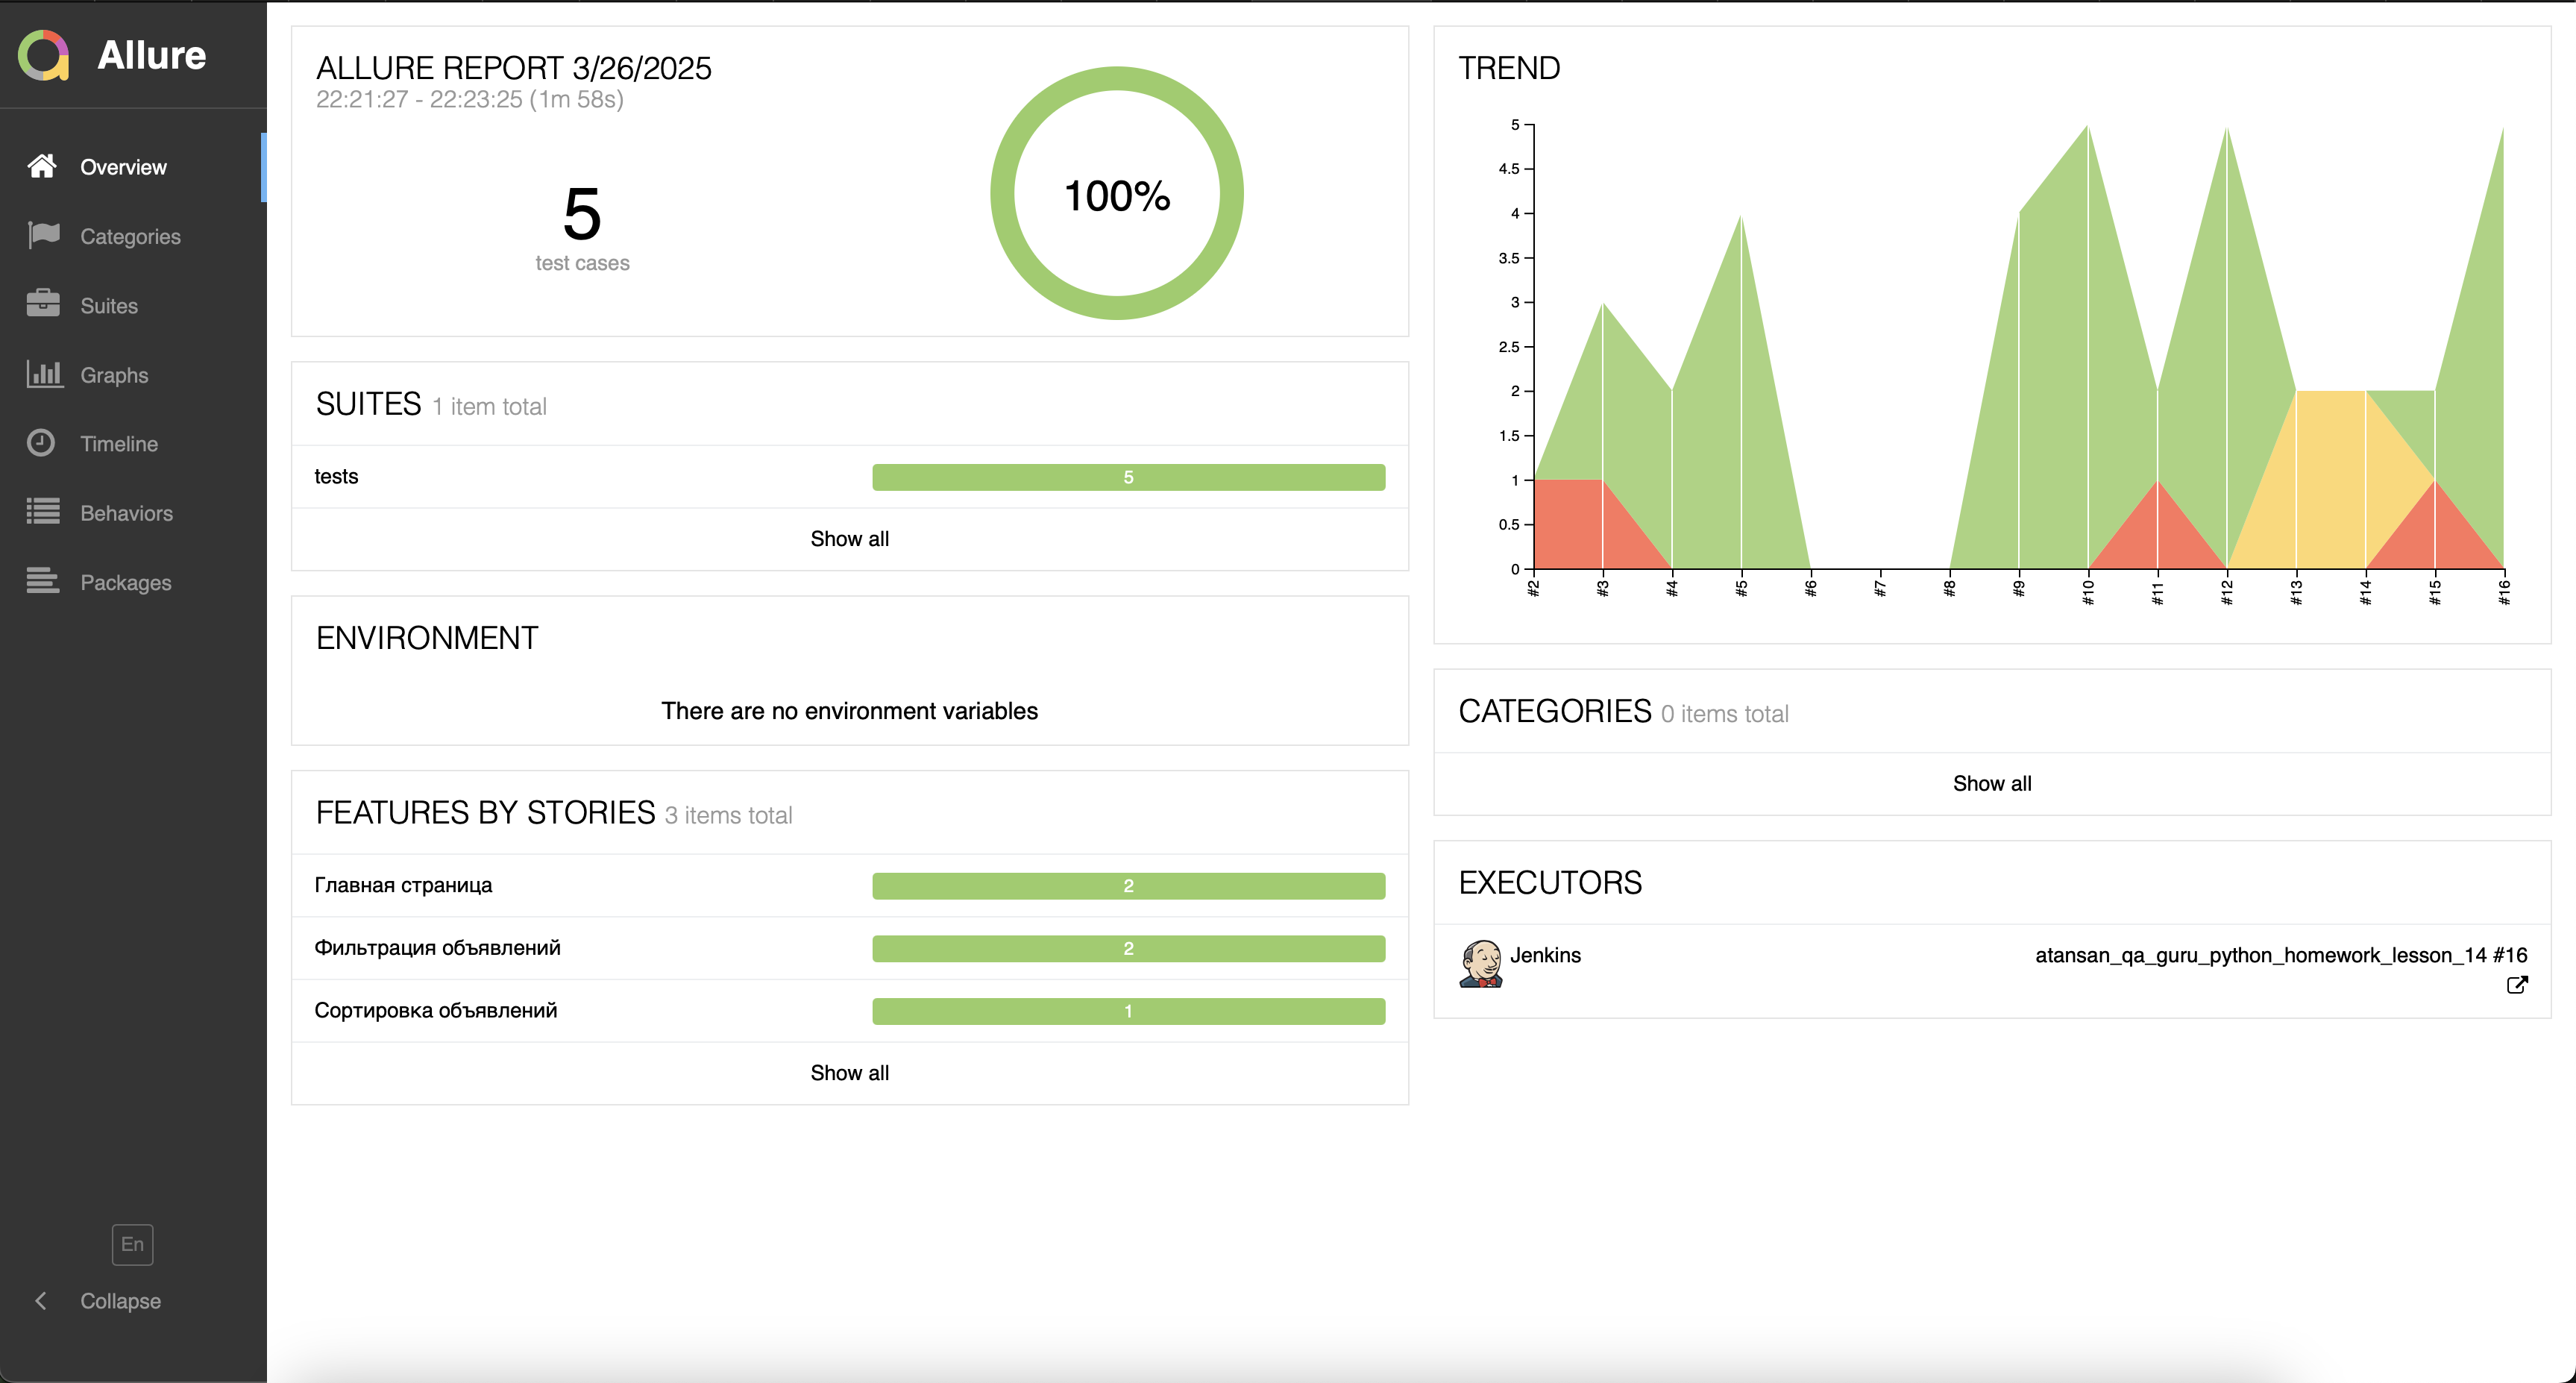 Allure
Overview
Categories
Suites
Graphs
Timeline
Behaviors
Packages
En
Collapse
ALLURE REPORT 3/26/2025
22:21:27 - 22:23:25 (1m 58s)
5
test cases
100%
SUITES 1 item total
tests 5
Show all
ENVIRONMENT
There are no environment variables
FEATURES BY STORIES 3 items total
Главная страница 2
Фильтрация объявлений 2
Сортировка объявлений 1
Show all
TREND
5
4.5
4
3.5
3
2.5
2
1.5
1
0.5
0
#2 #3 #4 #5 #6 #7 #8 #9 #10 #11 #12 #13 #14 #15 #16
CATEGORIES 0 items total
Show all
EXECUTORS
Jenkins atansan_qa_guru_python_homework_lesson_14 #16